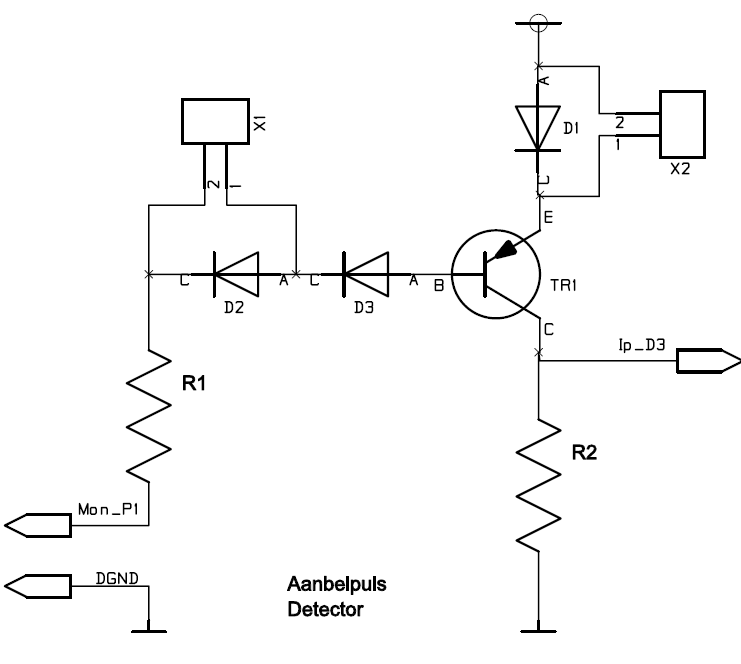 A
D1
2
1
X2
C
X1
2
1
E
C
D2
A
C
D3
A
B
TR1
C
Ip_D3
R1
R2
Mon_P1
DGND
Aanbelpuls
Detector